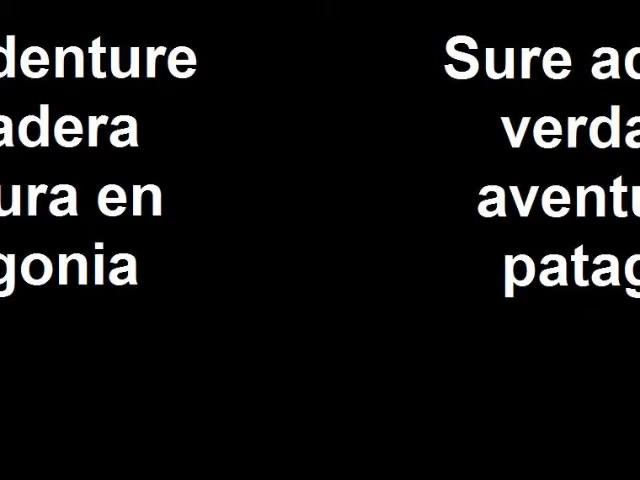 denture
adera
ura en
gonia
Sure ad
verda
aventu
patag